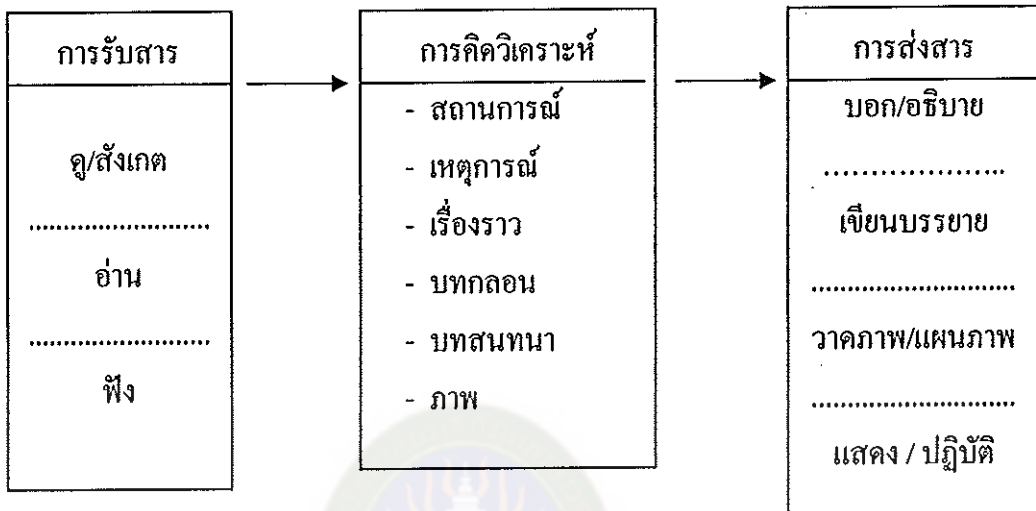 การรับสาร
ดู/สังเกต
........................
อ่าน
........................
ฟัง
การคิดวิเคราะห์
- สถานการณ์
- เหตุการณ์
- เรื่องราว
- บทกลอน
- บทสนทนา
- ภาพ
การส่งสาร
บอก/อธิบาย
........................
เขียนบรรยาย
........................
วาดภาพ/แผนภาพ
........................
แสดง / ปฏิบัติ